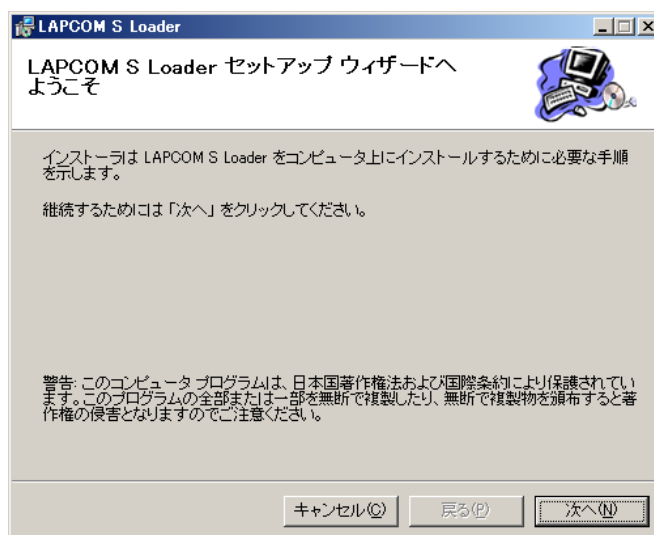 LAPCOM S Loader
LAPCOM S Loader セットアップ ウィザードへ
ようこそ
インストーラは LAPCOM S Loader をコンピュータ上にインストールするために必要な手順
を示します。
継続するためには「次へ」をクリックしてください。
警告: このコンピュータ プログラムは、日本国著作権法および国際条約により保護されてい
ます。このプログラムの全部または一部を無断で複製したり、無断で複製物を頒布すると著
作権の侵害となりますのでご注意ください。
キャンセル(C) 戻る(P) 次へ(N)